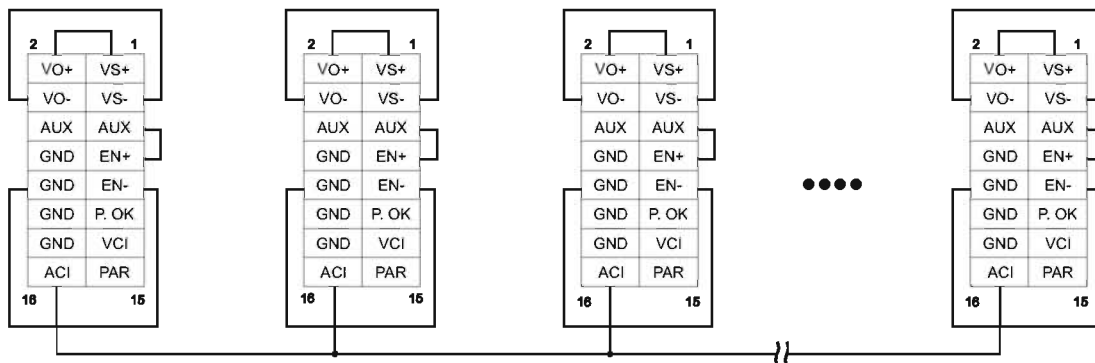 2 1 2 1 2 1 2 1
VO+ VS+ VO+ VS+ VO+ VS+ VO+ VS+
VO- VS- VO- VS- VO- VS- VO- VS-
AUX AUX AUX AUX AUX AUX AUX AUX
GND EN+ GND EN+ GND EN+ GND EN+
GND EN- GND EN- GND EN- GND EN-
GND P. OK GND P. OK GND P. OK GND P. OK
GND VCI GND VCI GND VCI GND VCI
ACI PAR ACI PAR ACI PAR ACI PAR
16 15 16 15 16 15 16 15